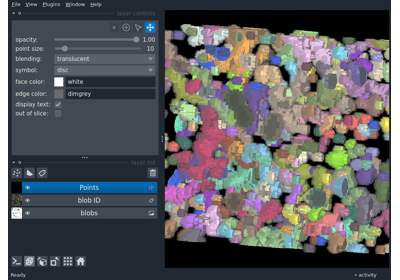 File View Plugins Window Help
layer controls
opacity: 1.00
point size: 10
blending: translucent
symbol: disc
face color: white
edge color: dimgrey
display text:
out of slice:
layer list
Points
blob ID
blobs
Ready
activity